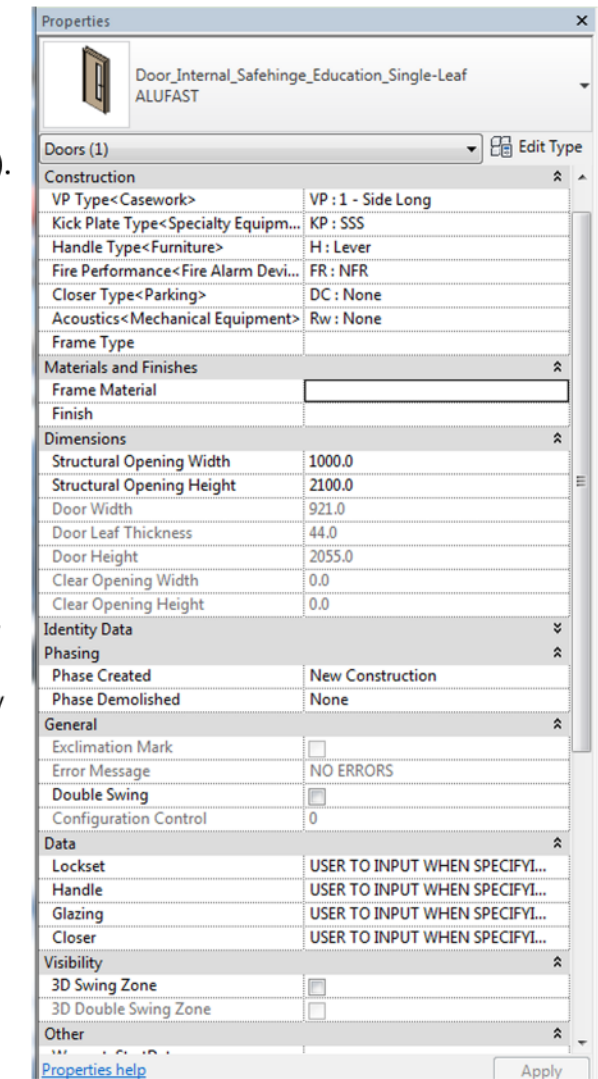 Properties
Door_Internal_Safehinge_Education_Single-Leaf
ALUFAST
).
Doors (1) Edit Type
Construction
VP Type<Casework> VP : 1 - Side Long
Kick Plate Type<Specialty Equipm... KP : SSS
Handle Type<Furniture> H : Lever
Fire Performance<Fire Alarm Devi... FR : NFR
Closer Type<Parking> DC : None
Acoustics<Mechanical Equipment> Rw : None
Frame Type
Materials and Finishes
Frame Material
Finish
Dimensions
Structural Opening Width 1000.0
Structural Opening Height 2100.0
Door Width 921.0
Door Leaf Thickness 44.0
Door Height 2055.0
Clear Opening Width 0.0
Clear Opening Height 0.0
Identity Data
Phasing
Phase Created New Construction
Phase Demolished None
General
Exclimation Mark
Error Message NO ERRORS
Double Swing
Configuration Control 0
Data
Lockset USER TO INPUT WHEN SPECIFYI...
Handle USER TO INPUT WHEN SPECIFYI...
Glazing USER TO INPUT WHEN SPECIFYI...
Closer USER TO INPUT WHEN SPECIFYI...
Visibility
3D Swing Zone
3D Double Swing Zone
Other
Properties help Apply